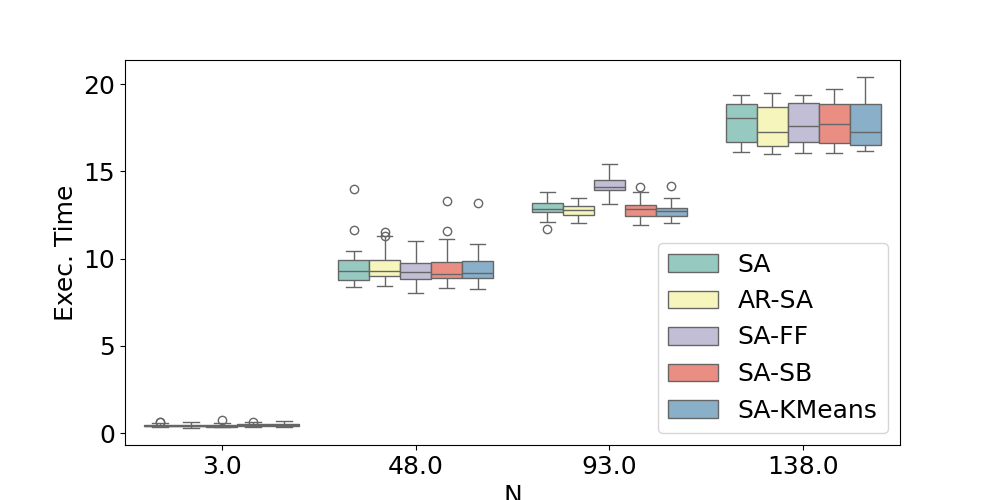 20
15
10
5
0
Exec. Time
3.0
48.0
93.0
138.0
N
SA
AR-SA
SA-FF
SA-SB
SA-KMeans